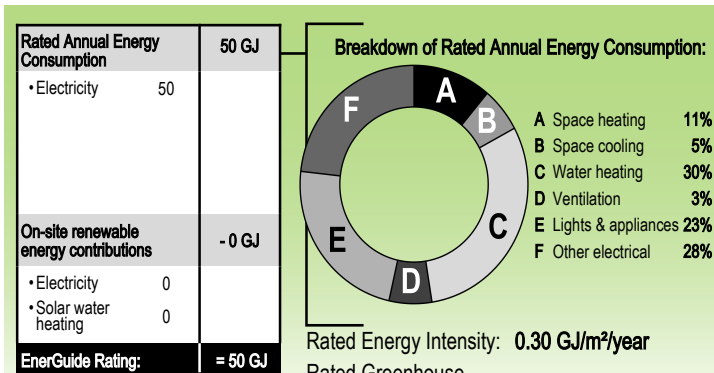 Rated Annual Energy
Consumption
50 GJ
• Electricity 50
On-site renewable
energy contributions
- 0 GJ
• Electricity 0
• Solar water
heating 0
EnerGuide Rating: = 50 GJ
Breakdown of Rated Annual Energy Consumption:
A
B
C
D
E
F
A Space heating 11%
B Space cooling 5%
C Water heating 30%
D Ventilation 3%
E Lights & appliances 23%
F Other electrical 28%
Rated Energy Intensity: 0.30 GJ/m²/year
Rated Greenhouse